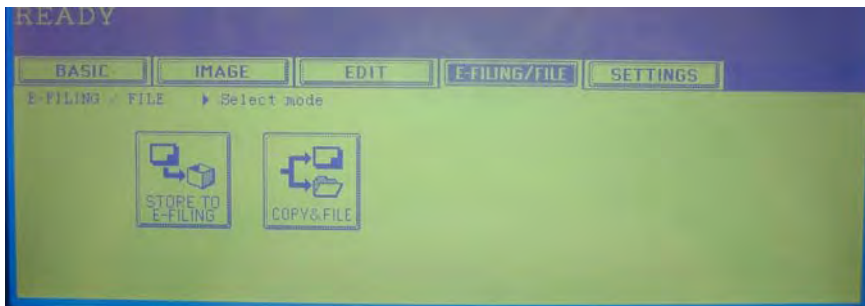 READY
BASIC IMAGE EDIT E-FILING/FILE SETTINGS
E-FILING / FILE ▶ Select mode
STORE TO
E-FILING
COPY&FILE